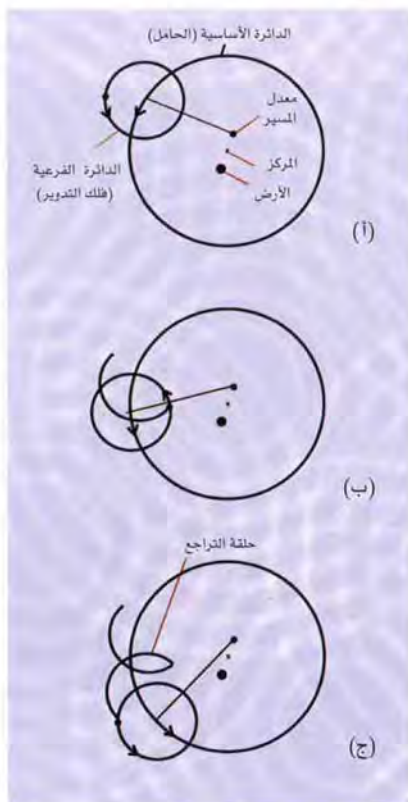 الدائرة الأساسية (الحامل)
معدل
المسير
المركز
الأرض
الدائرة الفرعية
(فلك التدوير)
(أ)
(ب)
حلقة التراجع
(ج)